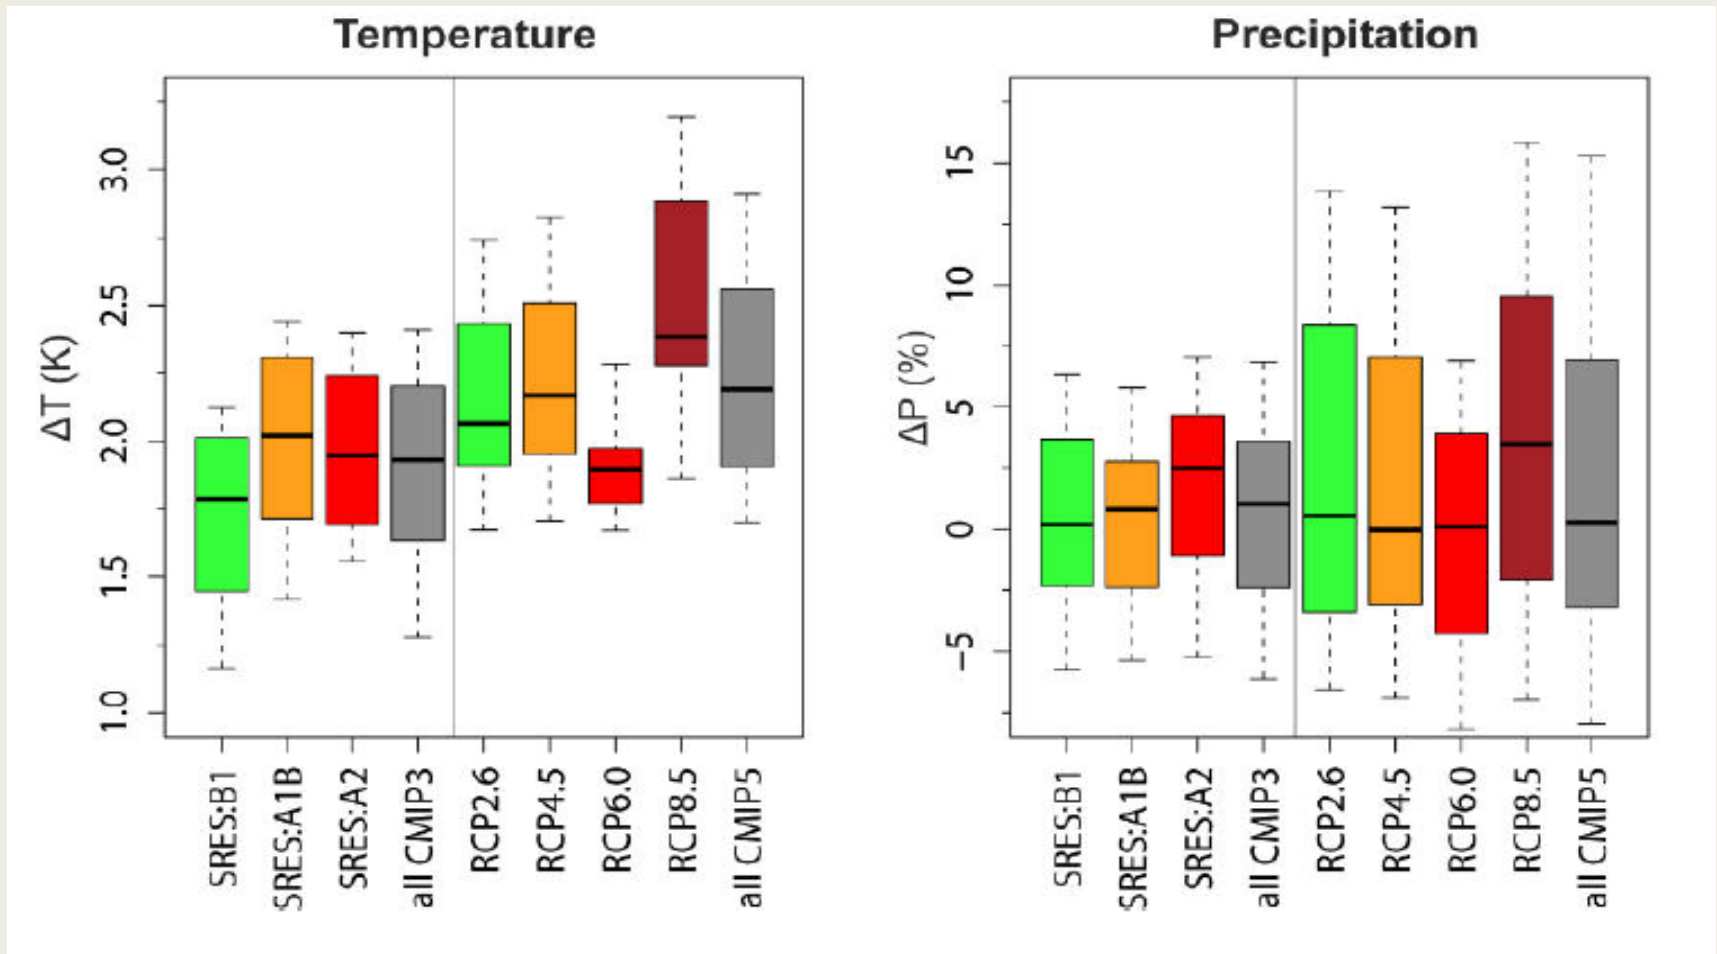 Temperature
ΔT (K)
3.0
2.5
2.0
1.5
1.0
SRES:B1
SRES:A1B
SRES:A2
all CMIP3
RCP2.6
RCP4.5
RCP6.0
RCP8.5
all CMIP5
Precipitation
ΔP (%)
15
10
5
0
−5
SRES:B1
SRES:A1B
SRES:A2
all CMIP3
RCP2.6
RCP4.5
RCP6.0
RCP8.5
all CMIP5